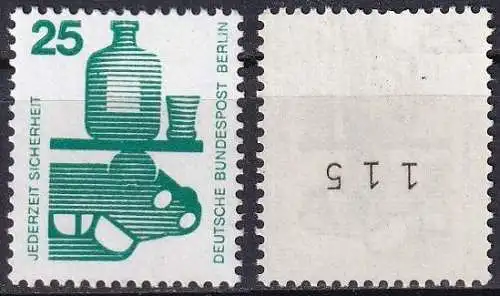 25
JEDERZEIT SICHERHEIT
DEUTSCHE BUNDESPOST BERLIN
115